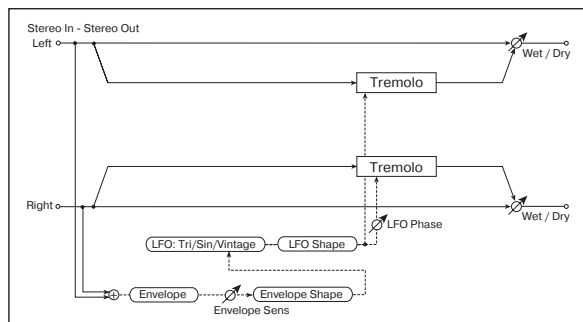 Stereo In - Stereo Out
Left
Wet / Dry
Tremolo
Tremolo
Right
Wet / Dry
LFO Phase
LFO: Tri/Sin/Vintage
LFO Shape
Envelope
Envelope Sens
Envelope Shape